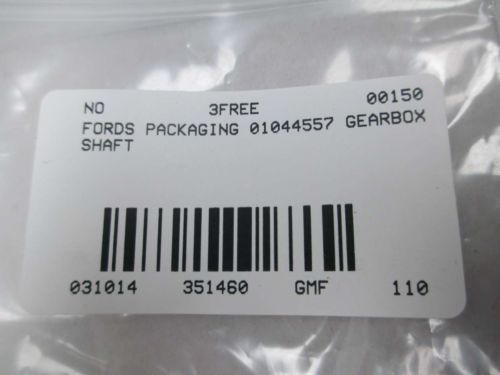 NO 3FREE 00150
FORDS PACKAGING 01044557 GEARBOX
SHAFT
031014 351460 GMF 110